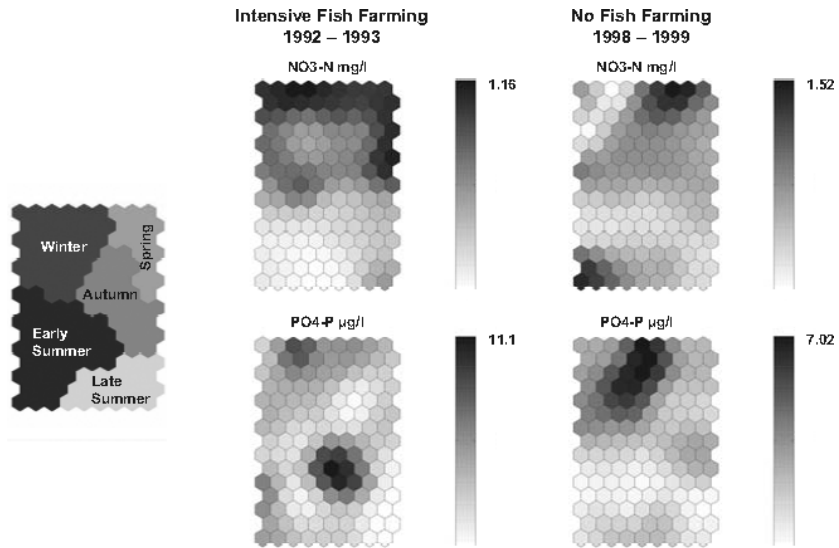 Intensive Fish Farming
1992 – 1993
No Fish Farming
1998 – 1999
NO3-N mg/l
1.16
NO3-N mg/l
1.52
Winter
Spring
Autumn
Early
Summer
Late
Summer
PO4-P µg/l
11.1
PO4-P µg/l
7.02